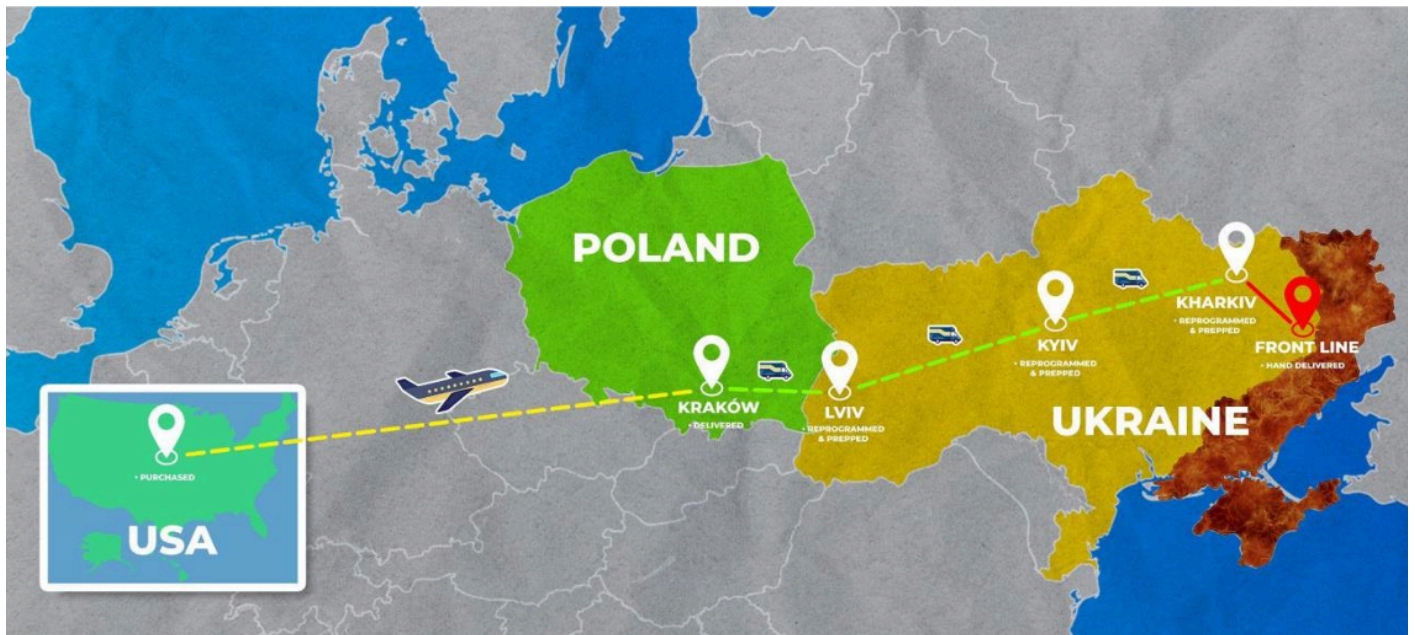 POLAND
KRAKÓW
• DELIVERED
LVIV
• REPROGRAMMED
& PREPPED
KYIV
• REPROGRAMMED
& PREPPED
KHARKIV
• REPROGRAMMED
& PREPPED
FRONT LINE
• HAND DELIVERED
UKRAINE
• PURCHASED
USA